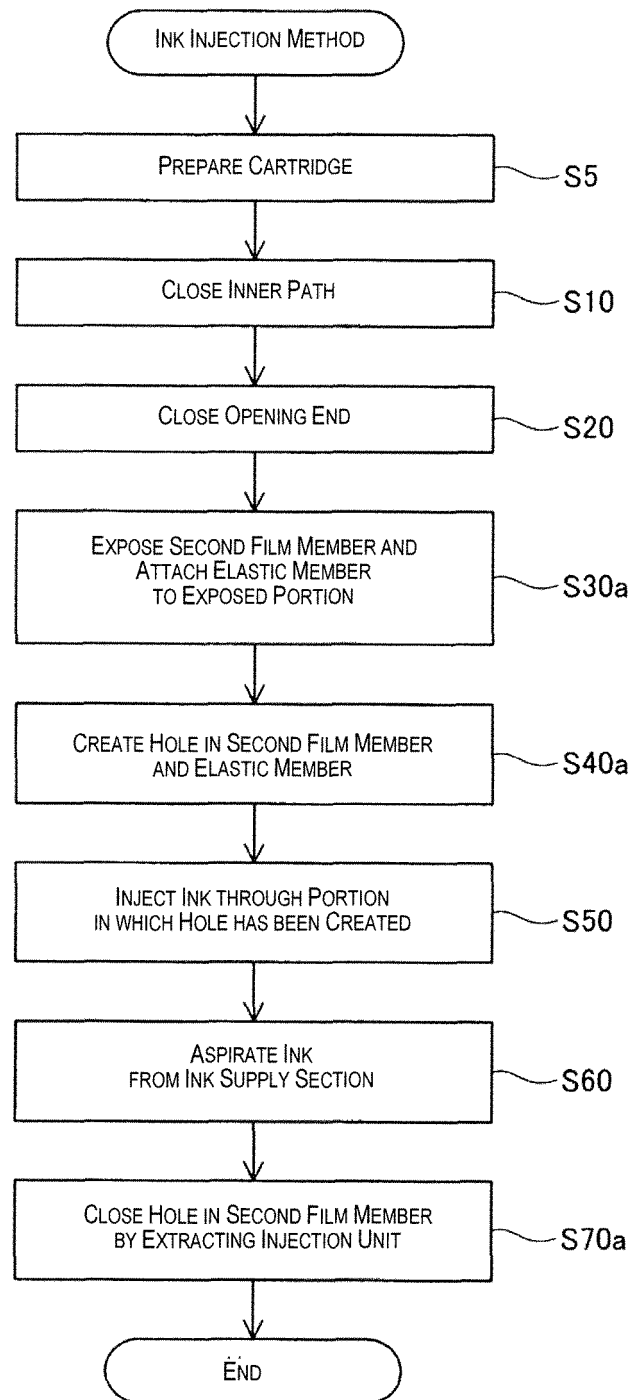 INK INJECTION METHOD
PREPARE CARTRIDGE
S5
CLOSE INNER PATH
S10
CLOSE OPENING END
S20
EXPOSE SECOND FILM MEMBER AND
ATTACH ELASTIC MEMBER
TO EXPOSED PORTION
S30a
CREATE HOLE IN SECOND FILM MEMBER
AND ELASTIC MEMBER
S40a
INJECT INK THROUGH PORTION
IN WHICH HOLE HAS BEEN CREATED
S50
ASPIRATE INK
FROM INK SUPPLY SECTION
S60
CLOSE HOLE IN SECOND FILM MEMBER
BY EXTRACTING INJECTION UNIT
S70a
END